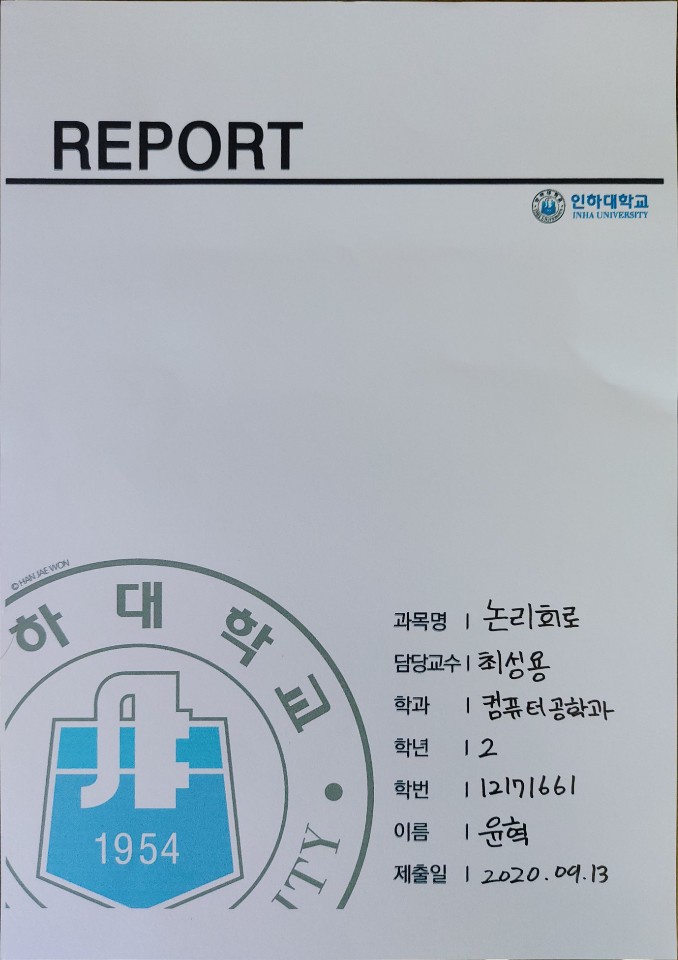 REPORT
인하대학교
INHA UNIVERSITY
© HAN JAE WON
하 대 학 교
1954
ITY
과목명 | 논리회로
담당교수 | 최성용
학과 | 컴퓨터공학과
학년 | 2
학번 | 12171661
이름 | 윤혁
제출일 | 2020.09.13